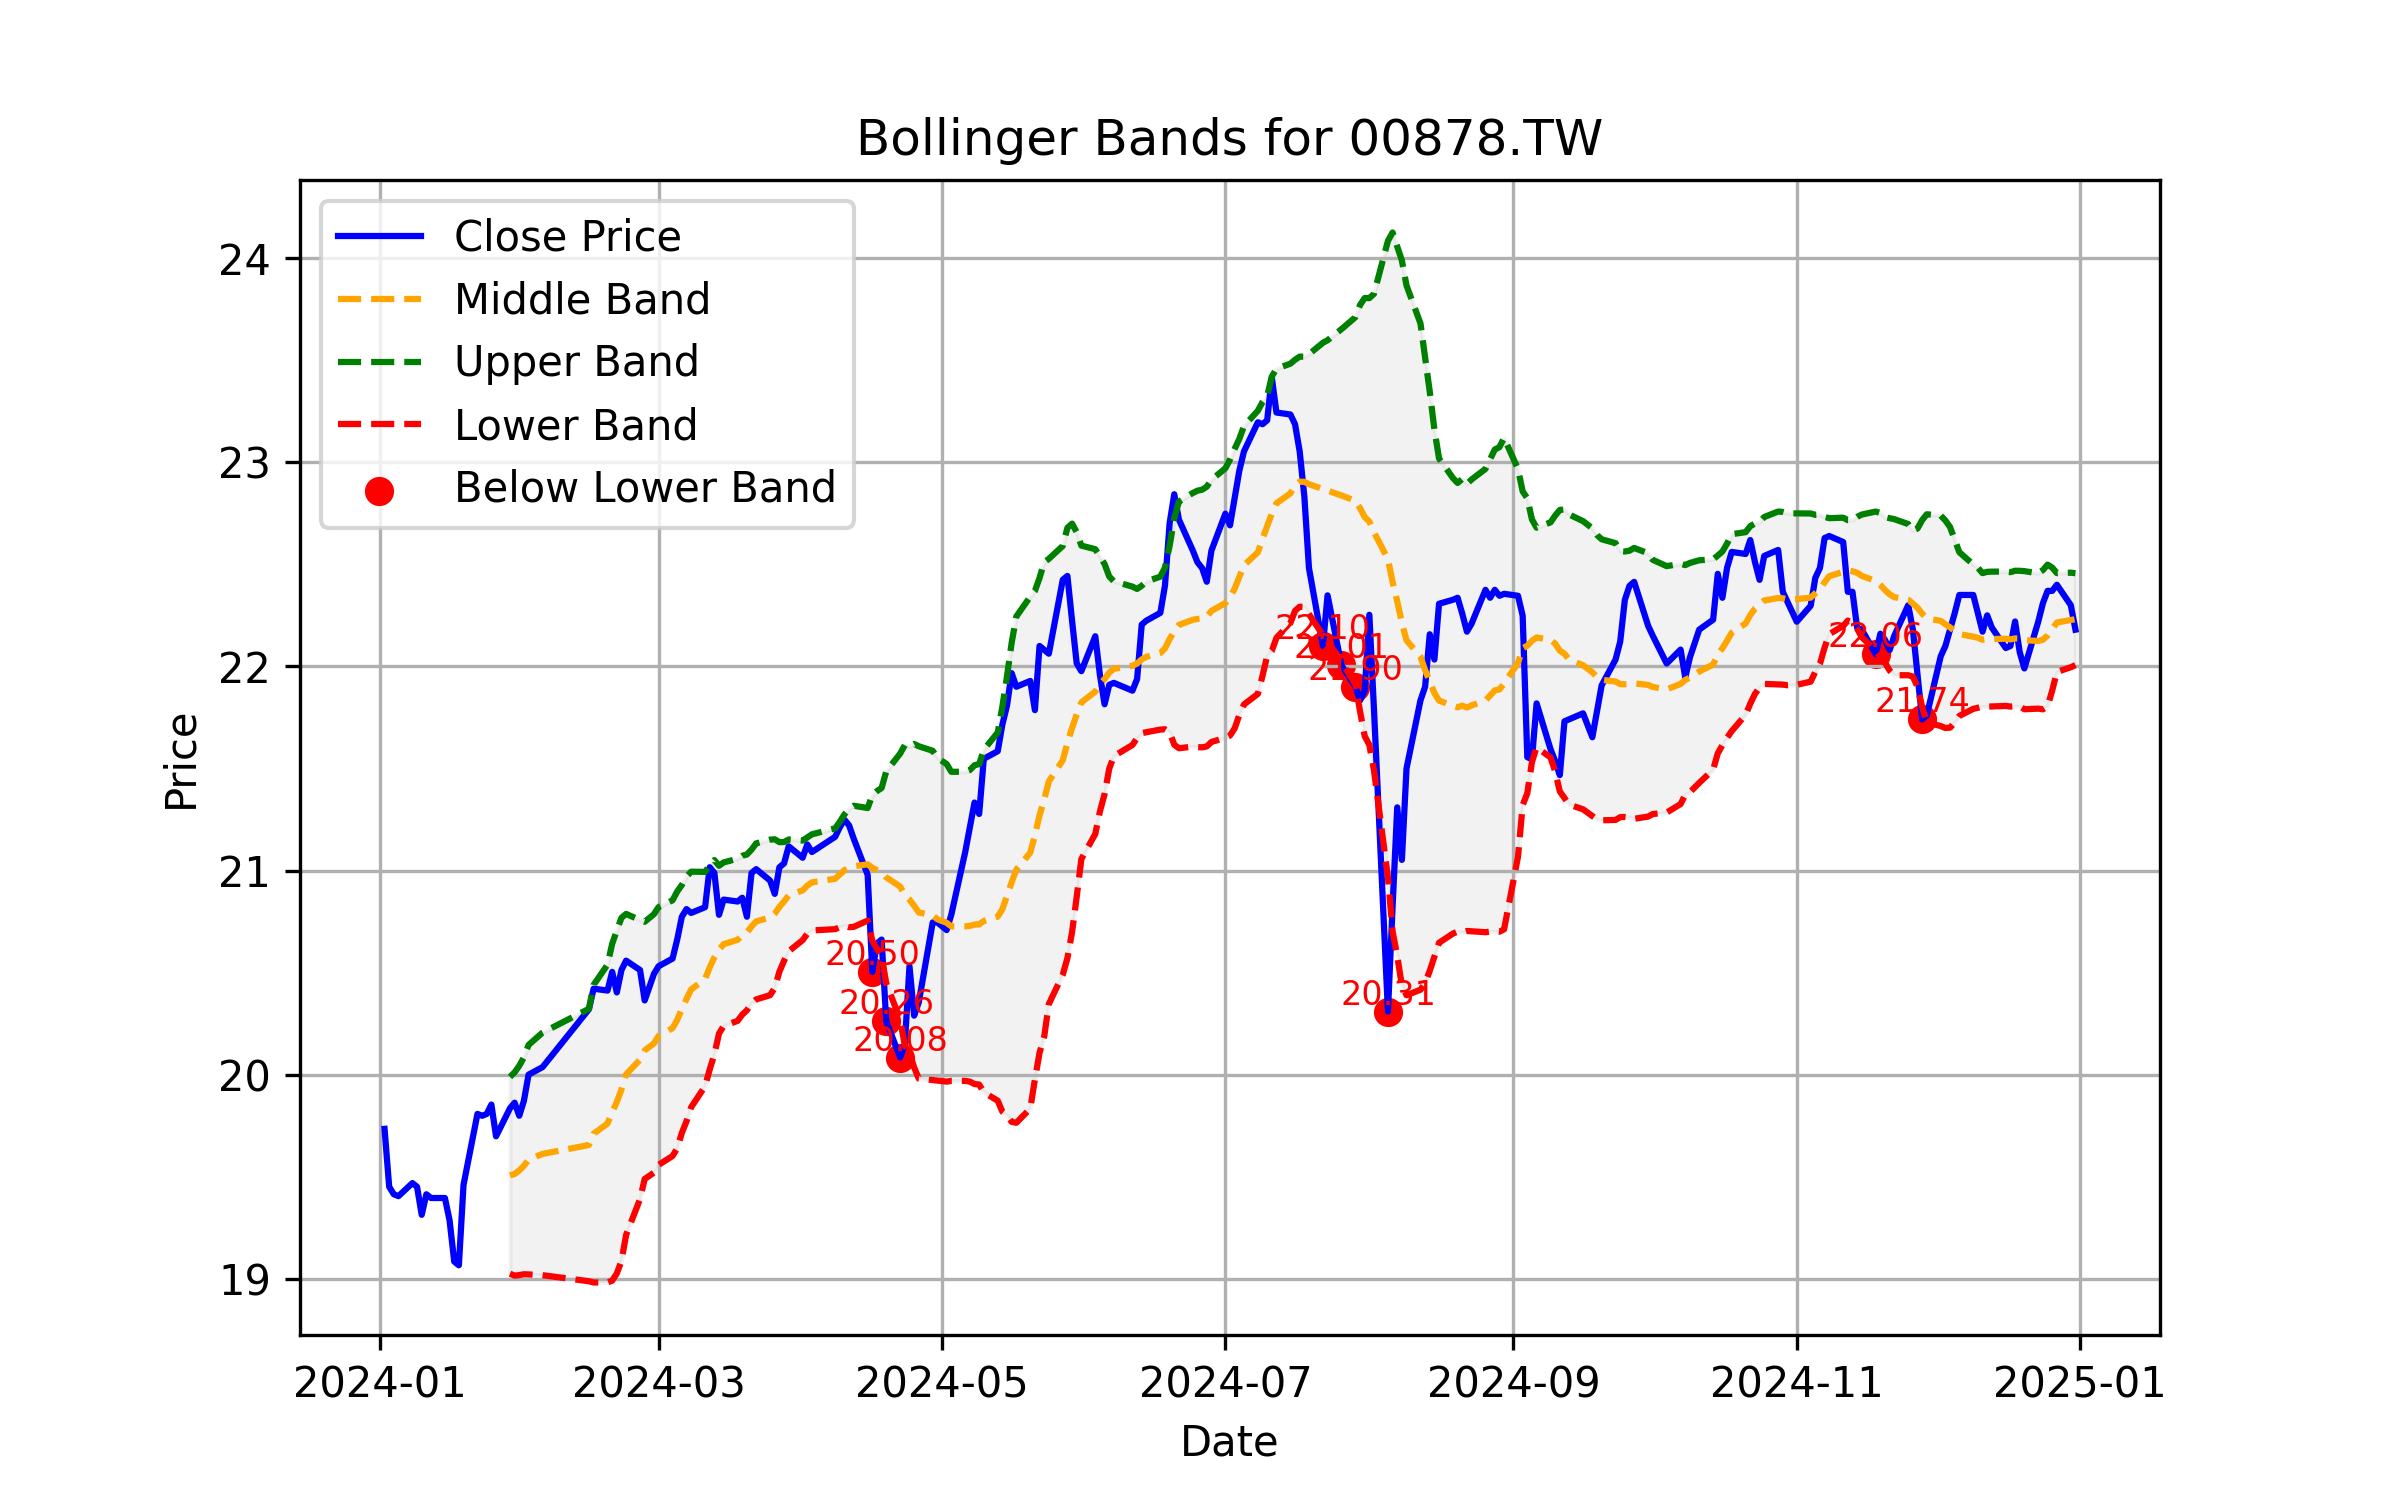 Bollinger Bands for 00878.TW
Close Price
Middle Band
Upper Band
Lower Band
Below Lower Band
24
23
22
21
20
19
Price
20.50
20.26
20.08
22.10
22.01
21.90
20.31
22.06
21.74
2024-01
2024-03
2024-05
2024-07
2024-09
2024-11
2025-01
Date